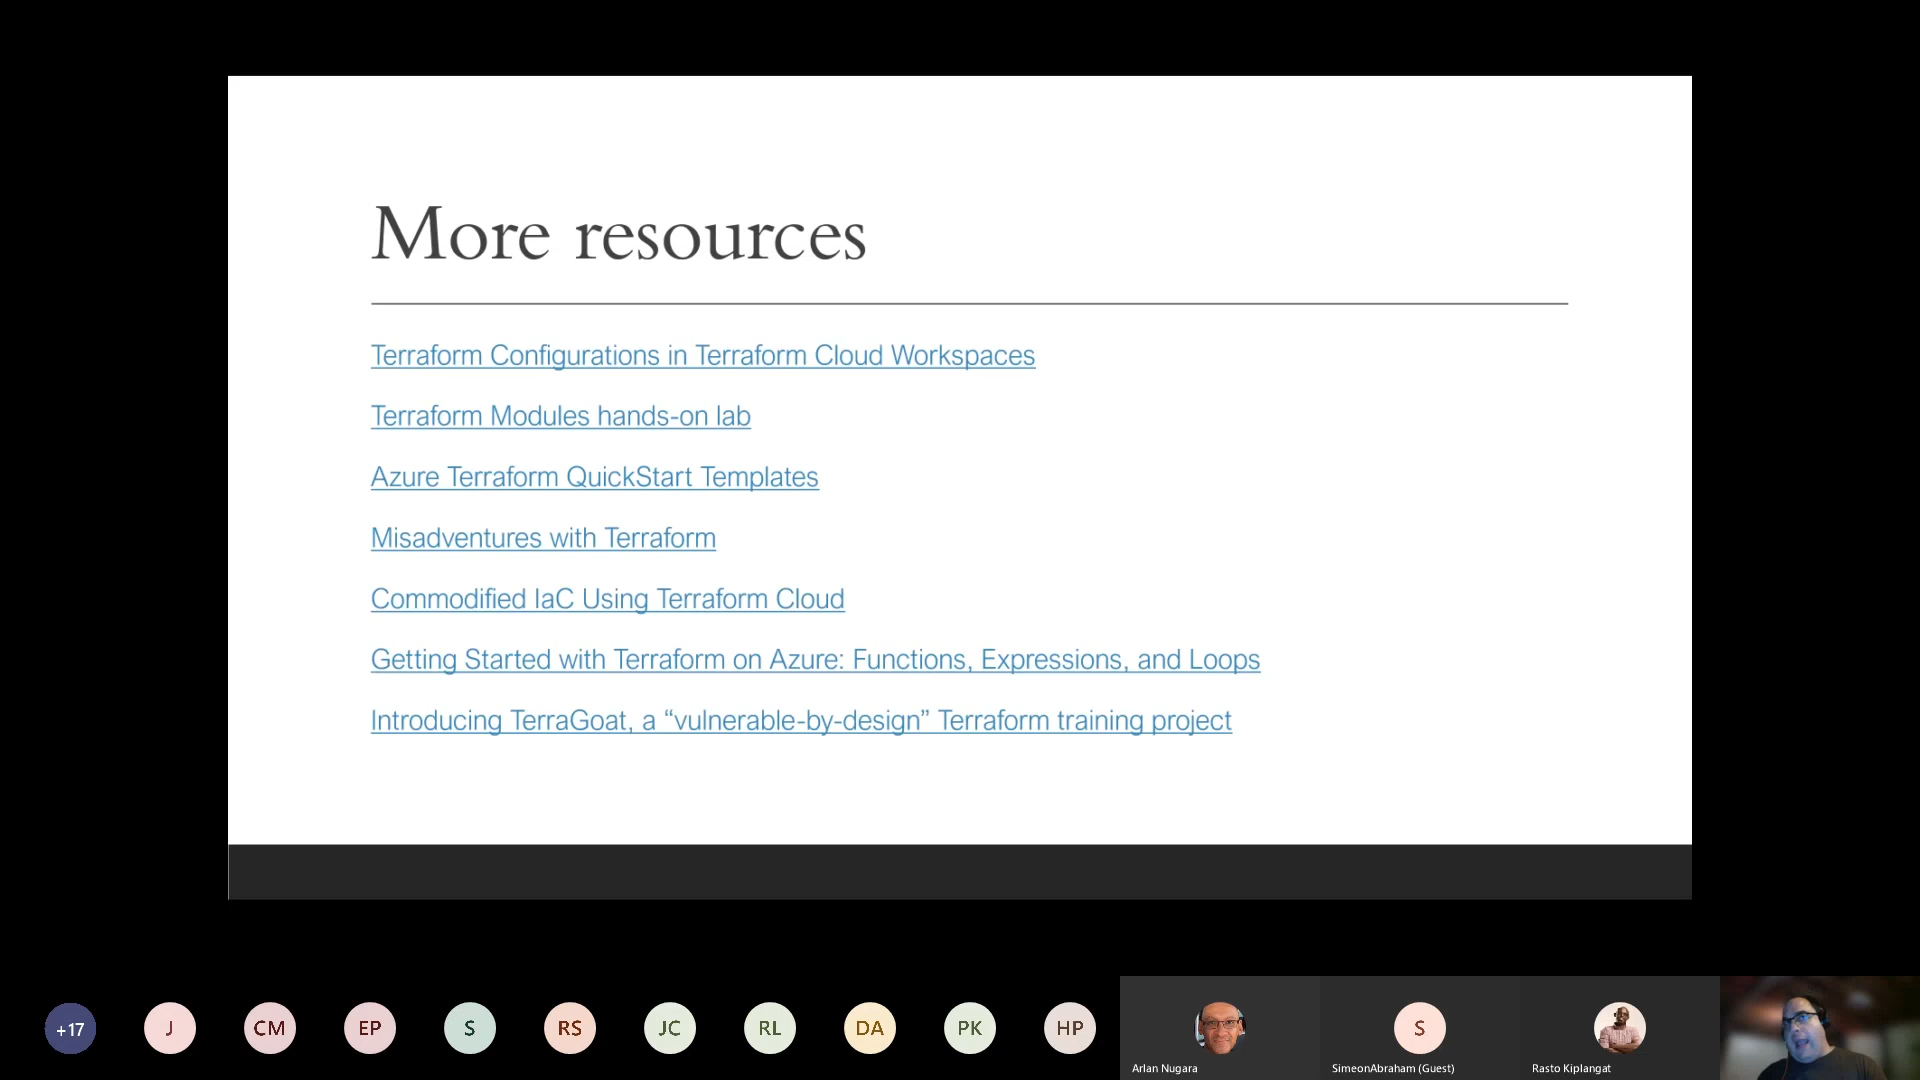 More resources
Terraform Configurations in Terraform Cloud Workspaces
Terraform Modules hands-on lab
Azure Terraform QuickStart Templates
Misadventures with Terraform
Commodified IaC Using Terraform Cloud
Getting Started with Terraform on Azure: Functions, Expressions, and Loops
Introducing TerraGoat, a “vulnerable-by-design” Terraform training project
+17
J
CM
EP
S
RS
JC
RL
DA
PK
HP
S
Arlan Nugara
SimeonAbraham (Guest)
Rasto Kiplangat